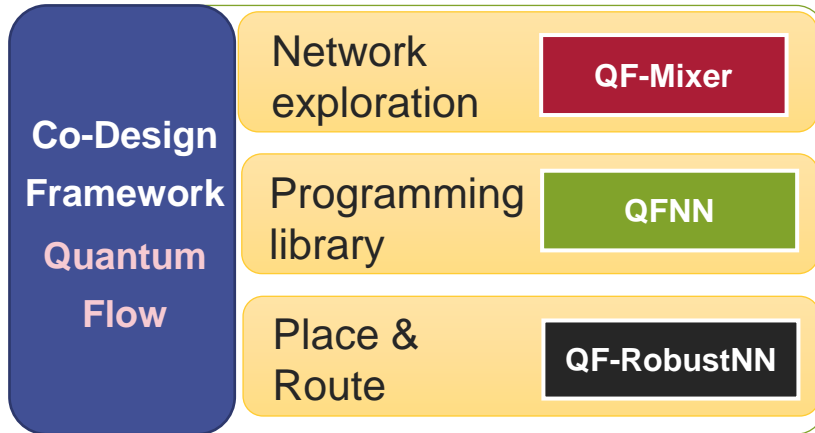 Co-Design
Framework
Quantum
Flow
Network
exploration
QF-Mixer
Programming
library
QFNN
Place &
Route
QF-RobustNN